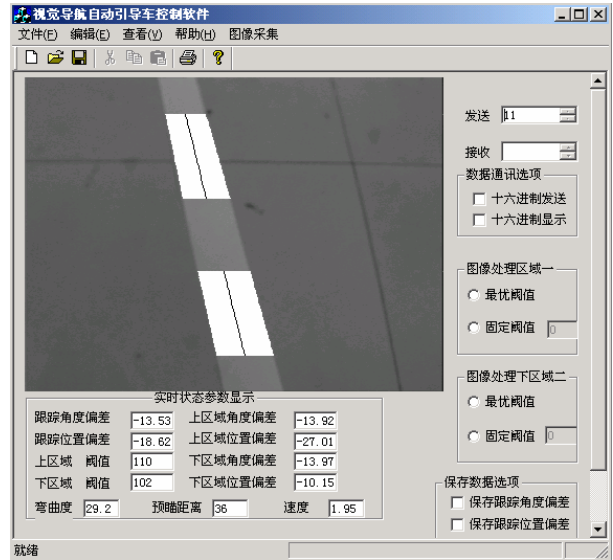 视觉导航自动引导车控制软件
文件(F) 编辑(E) 查看(V) 帮助(H) 图像采集
发送 11
接收
数据通讯选项
十六进制发送
十六进制显示
图像处理区域一
最优阈值
固定阈值 0
图像处理下区域二
最优阈值
固定阈值 0
实时状态参数显示
跟踪角度偏差 -13.53 上区域角度偏差 -13.92
跟踪位置偏差 -18.62 上区域位置偏差 -27.01
上区域 阈值 110 下区域角度偏差 -13.97
下区域 阈值 102 下区域位置偏差 -10.15
弯曲度 29.2 预瞄距离 36 速度 1.95
保存数据选项
保存跟踪角度偏差
保存跟踪位置偏差
就绪